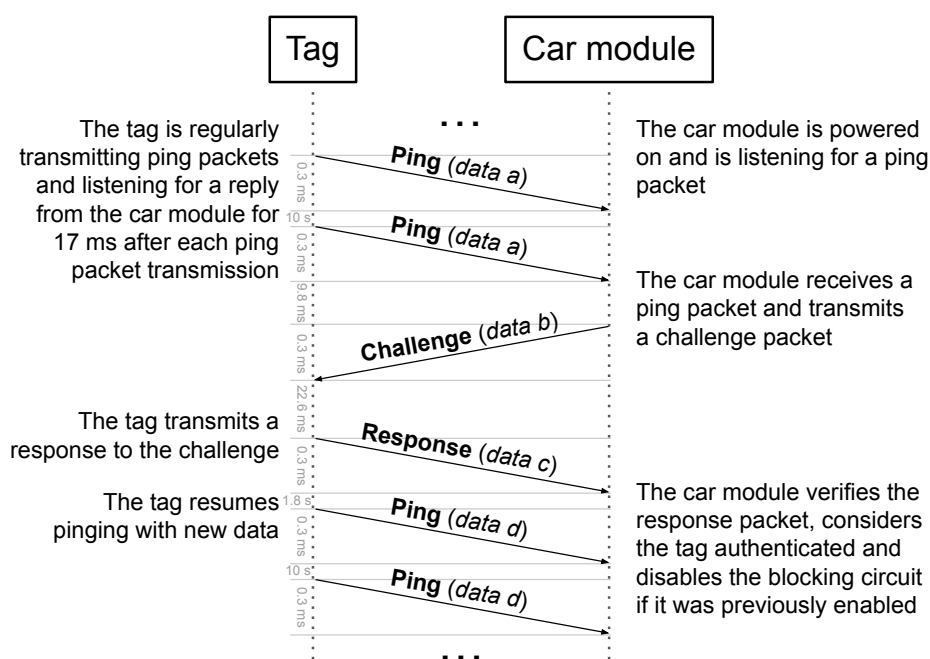 Tag
Car module
...
The tag is regularly
transmitting ping packets
and listening for a reply
from the car module for
17 ms after each ping
packet transmission
The car module is powered
on and is listening for a ping
packet
Ping (data a)
0.3 ms
10 s
Ping (data a)
0.3 ms
The car module receives a
ping packet and transmits
a challenge packet
9.8 ms
Challenge (data b)
0.3 ms
22.6 ms
The tag transmits a
response to the challenge
Response (data c)
0.3 ms
The car module verifies the
response packet, considers
the tag authenticated and
disables the blocking circuit
if it was previously enabled
The tag resumes
pinging with new data
1.8 s
Ping (data d)
0.3 ms
10 s
Ping (data d)
0.3 ms
...